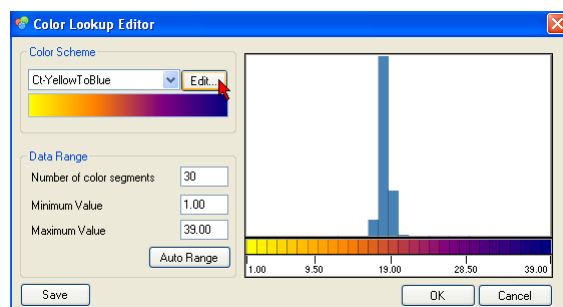 Color Lookup Editor
Color Scheme
Ct-YellowToBlue
Edit...
Data Range
Number of color segments 30
Minimum Value 1.00
Maximum Value 39.00
Auto Range
1.00 9.50 19.00 28.50 39.00
Save OK Cancel